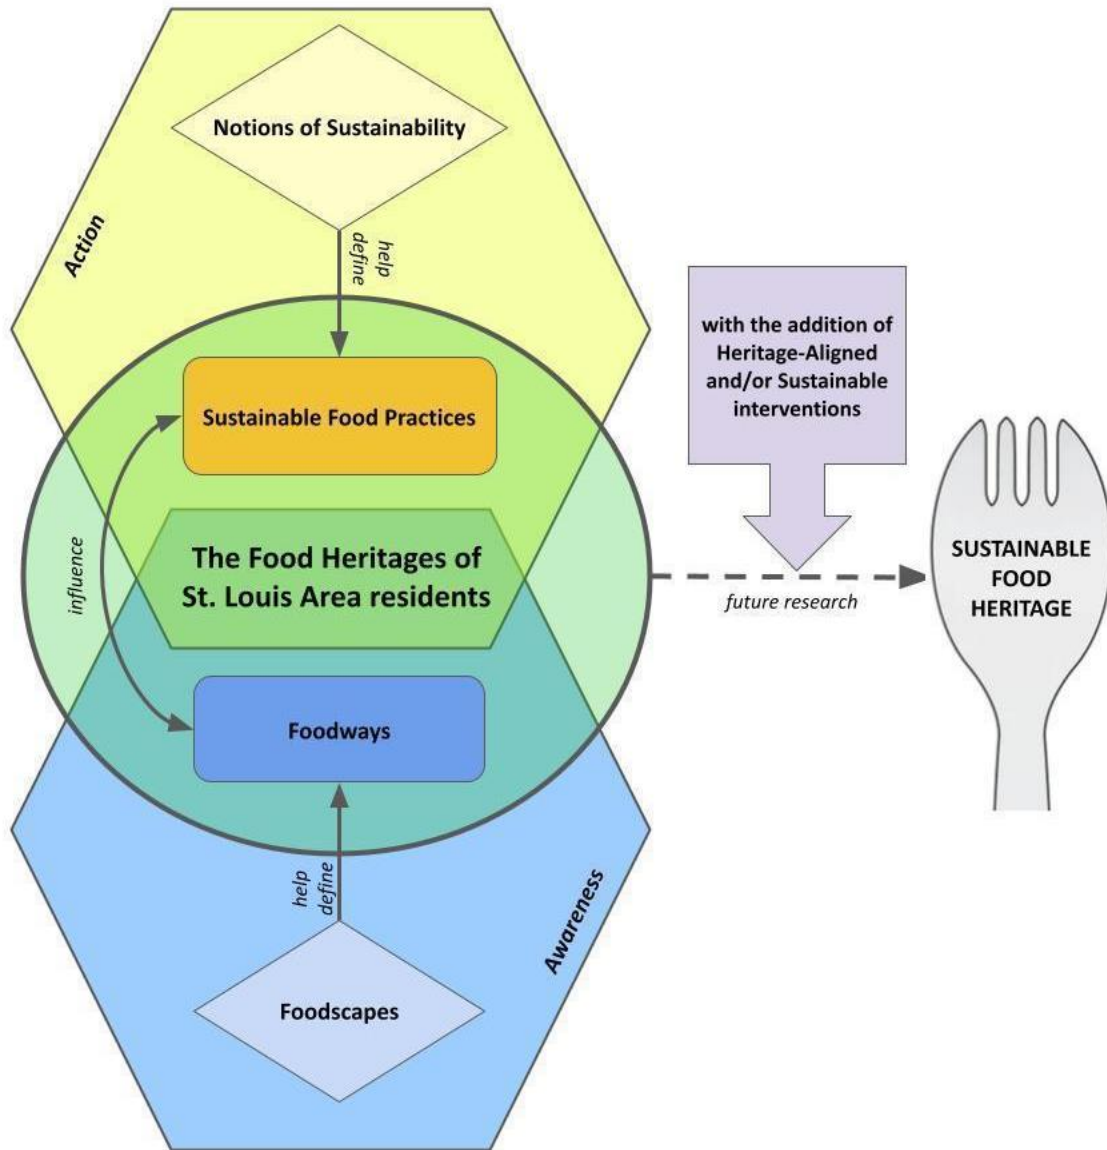 Notions of Sustainability
Action
help
define
Sustainable Food Practices
influence
The Food Heritages of
St. Louis Area residents
Foodways
help
define
Awareness
Foodscapes
with the addition of
Heritage-Aligned
and/or Sustainable
interventions
future research
SUSTAINABLE
FOOD
HERITAGE